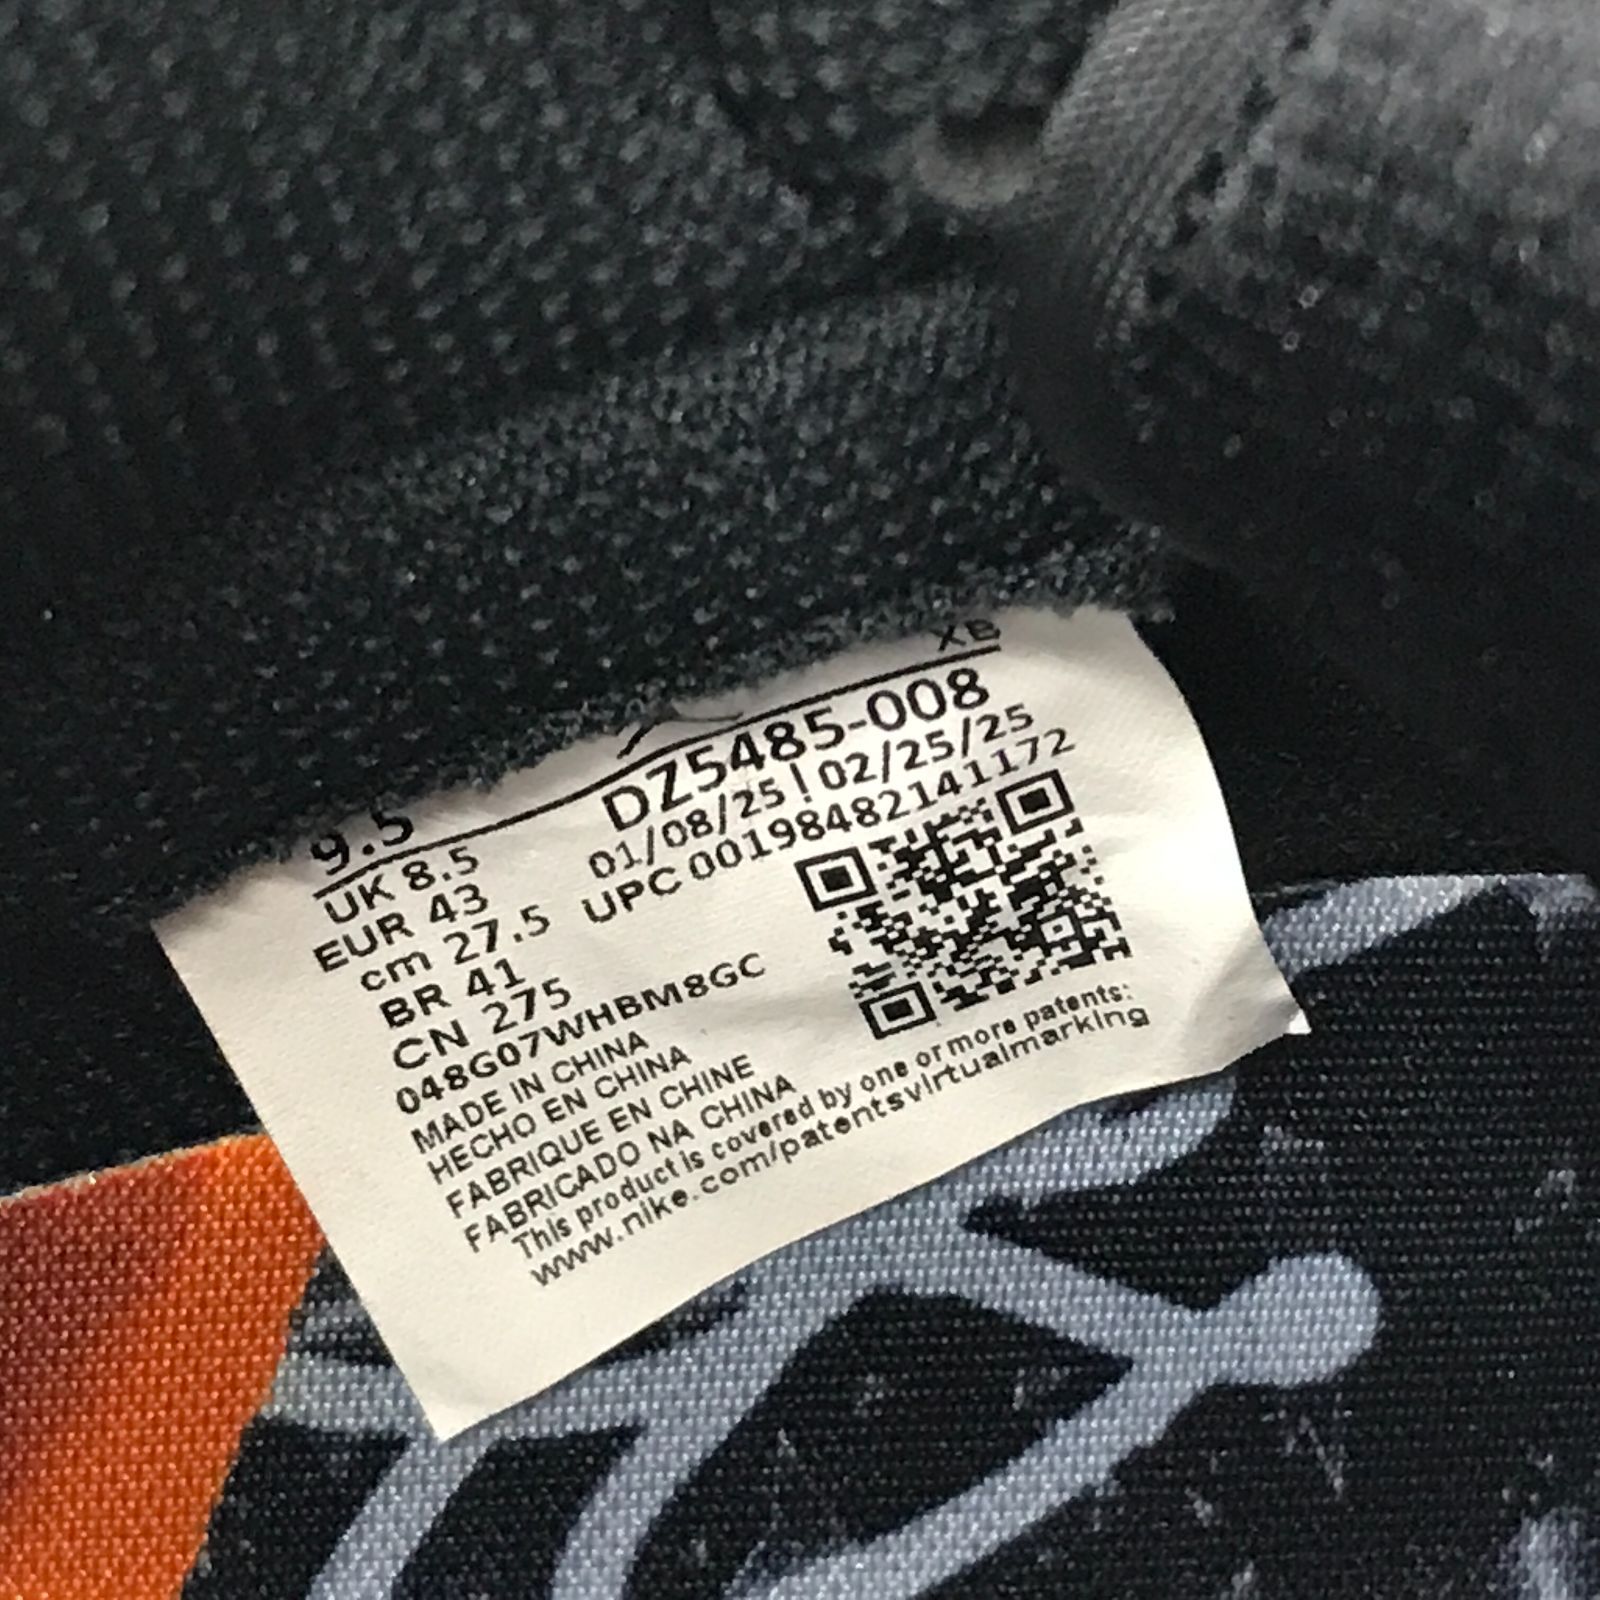 XB
9.5
DZ5485-008
UK 8.5
01/08/25 | 02/25/25
EUR 43
UPC 00198482141172
cm 27.5
BR 41
CN 275
048G07WHBM8GC
MADE IN CHINA
HECHO EN CHINA
FABRIQUE EN CHINE
FABRICADO NA CHINA
This product is covered by one or more patents:
www.nike.com/patentsvirtualmarking